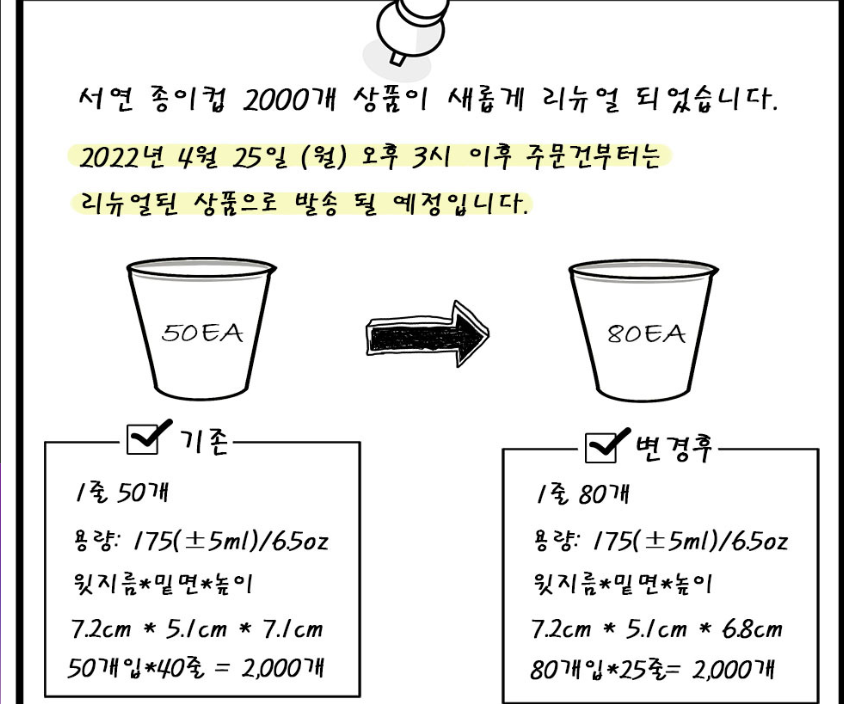 서연 종이컵 2000개 상품이 새롭게 리뉴얼 되었습니다.
2022년 4월 25일 (월) 오후 3시 이후 주문건부터는
리뉴얼된 상품으로 발송 될 예정입니다.
50EA
80EA
기존
1줄 50개
용량: 175(±5ml)/6.5oz
윗지름*밑면*높이
7.2cm * 5.1cm * 7.1cm
50개입*40줄 = 2,000개
변경후
1줄 80개
용량: 175(±5ml)/6.5oz
윗지름*밑면*높이
7.2cm * 5.1cm * 6.8cm
80개입*25줄= 2,000개